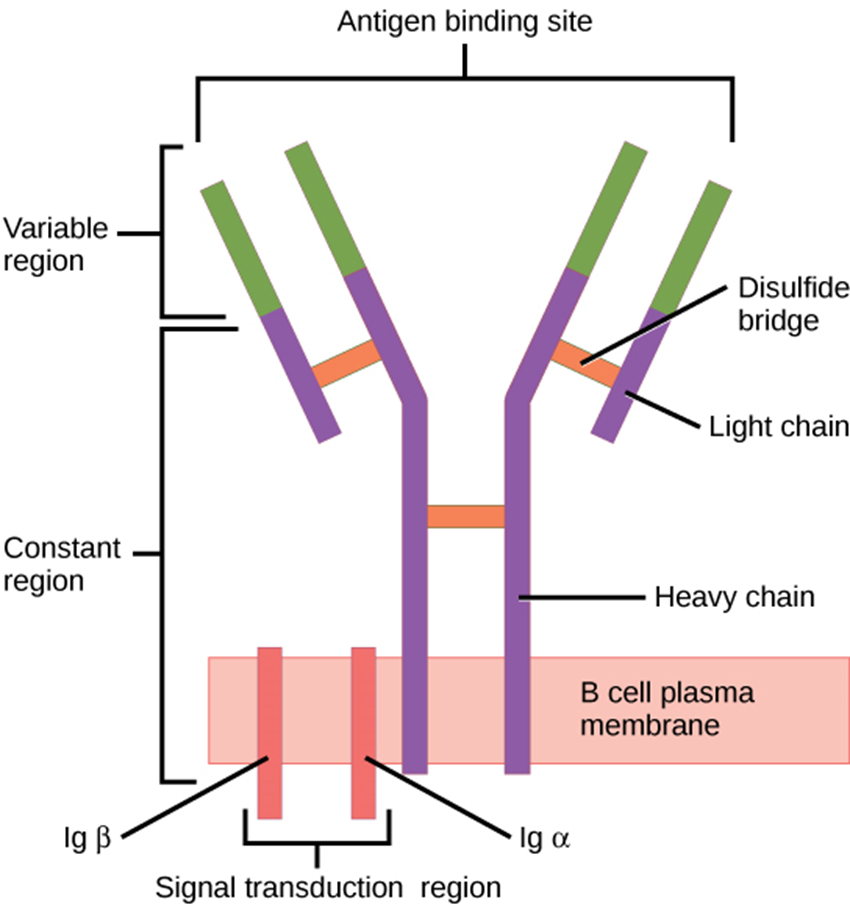 Antigen binding site
Variable
region
Disulfide
bridge
Light chain
Constant
region
Heavy chain
B cell plasma
membrane
Ig β
Ig α
Signal transduction region